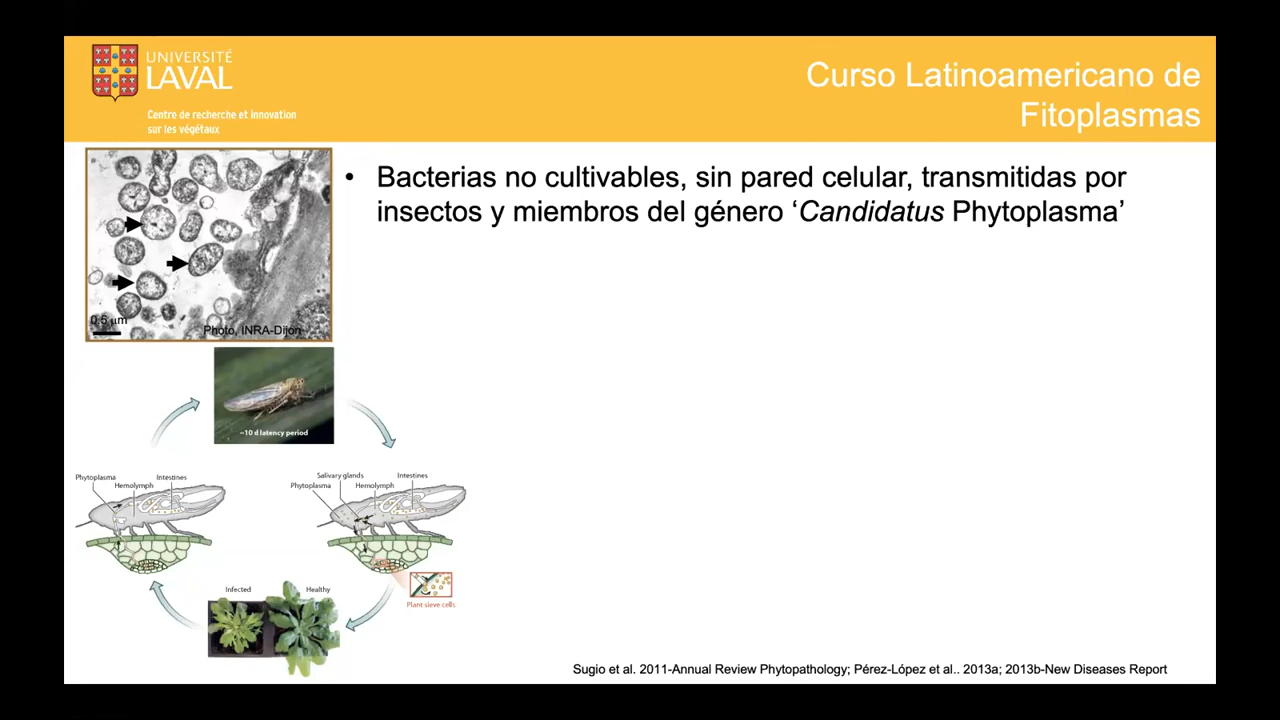 UNIVERSITÉ
LAVAL
Centre de recherche et innovation
sur les végétaux
Curso Latinoamericano de
Fitoplasmas
• Bacterias no cultivables, sin pared celular, transmitidas por
insectos y miembros del género ‘Candidatus Phytoplasma’
0.5 μm
Photo, INRA-Dijon
~10 d latency period
Phytoplasma
Hemolymph
Intestines
Salivary glands
Phytoplasma
Hemolymph
Intestines
Infected
Healthy
Plant sieve cells
Sugio et al. 2011-Annual Review Phytopathology; Pérez-López et al.. 2013a; 2013b-New Diseases Report